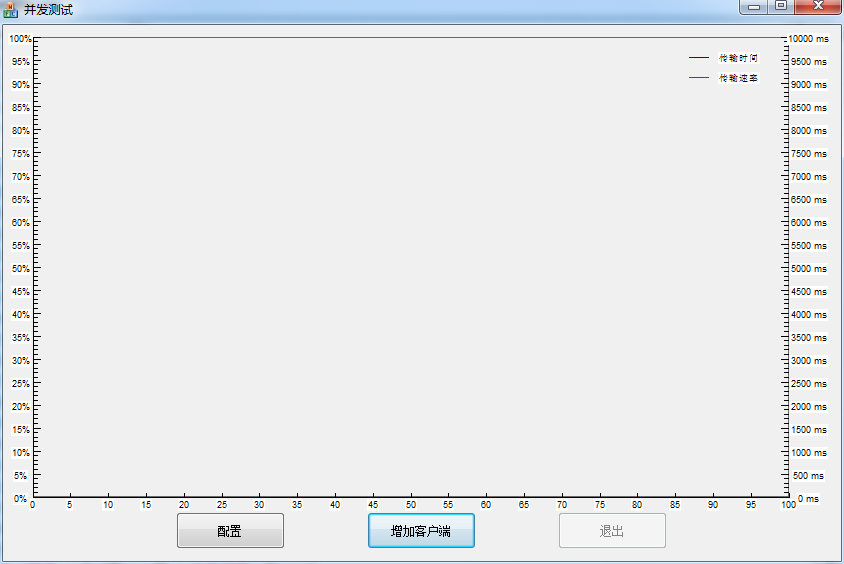 并发测试
100% 10000 ms
传输时间
95% 9500 ms
传输速率
90% 9000 ms
85% 8500 ms
80% 8000 ms
75% 7500 ms
70% 7000 ms
65% 6500 ms
60% 6000 ms
55% 5500 ms
50% 5000 ms
45% 4500 ms
40% 4000 ms
35% 3500 ms
30% 3000 ms
25% 2500 ms
20% 2000 ms
15% 1500 ms
10% 1000 ms
5% 500 ms
0% 0 ms
0 5 10 15 20 25 30 35 40 45 50 55 60 65 70 75 80 85 90 95 100
配置 增加客户端 退出